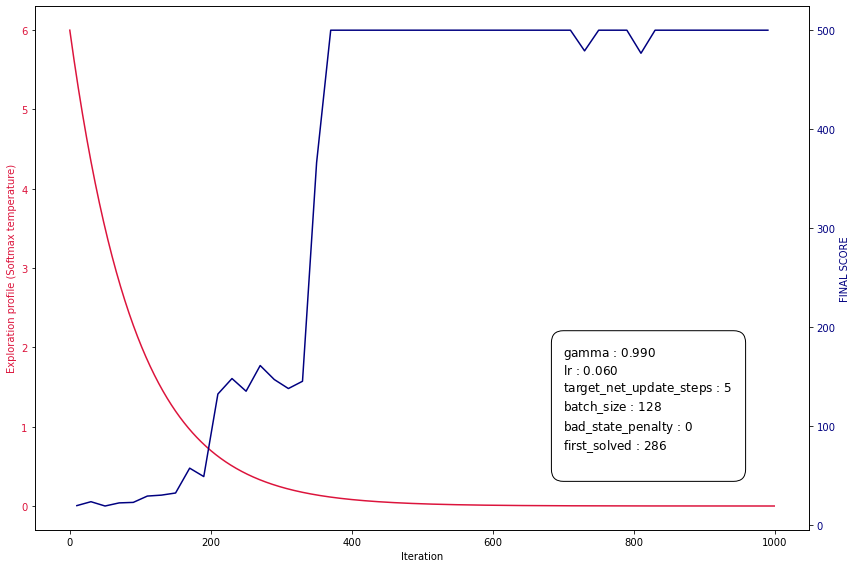 6
5
4
3
2
1
0
Exploration profile (Softmax temperature)
500
400
300
200
100
0
FINAL SCORE
gamma : 0.990
lr : 0.060
target_net_update_steps : 5
batch_size : 128
bad_state_penalty : 0
first_solved : 286
0 200 400 600 800 1000
Iteration